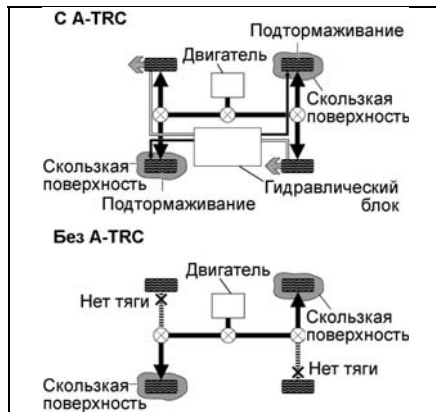 С A-TRC
Подтормаживание
Двигатель
Скользкая
поверхность
Скользкая
поверхность
Подтормаживание
Гидравлический
блок
Без A-TRC
Двигатель
Нет тяги
Скользкая
поверхность
Нет тяги
Скользкая
поверхность